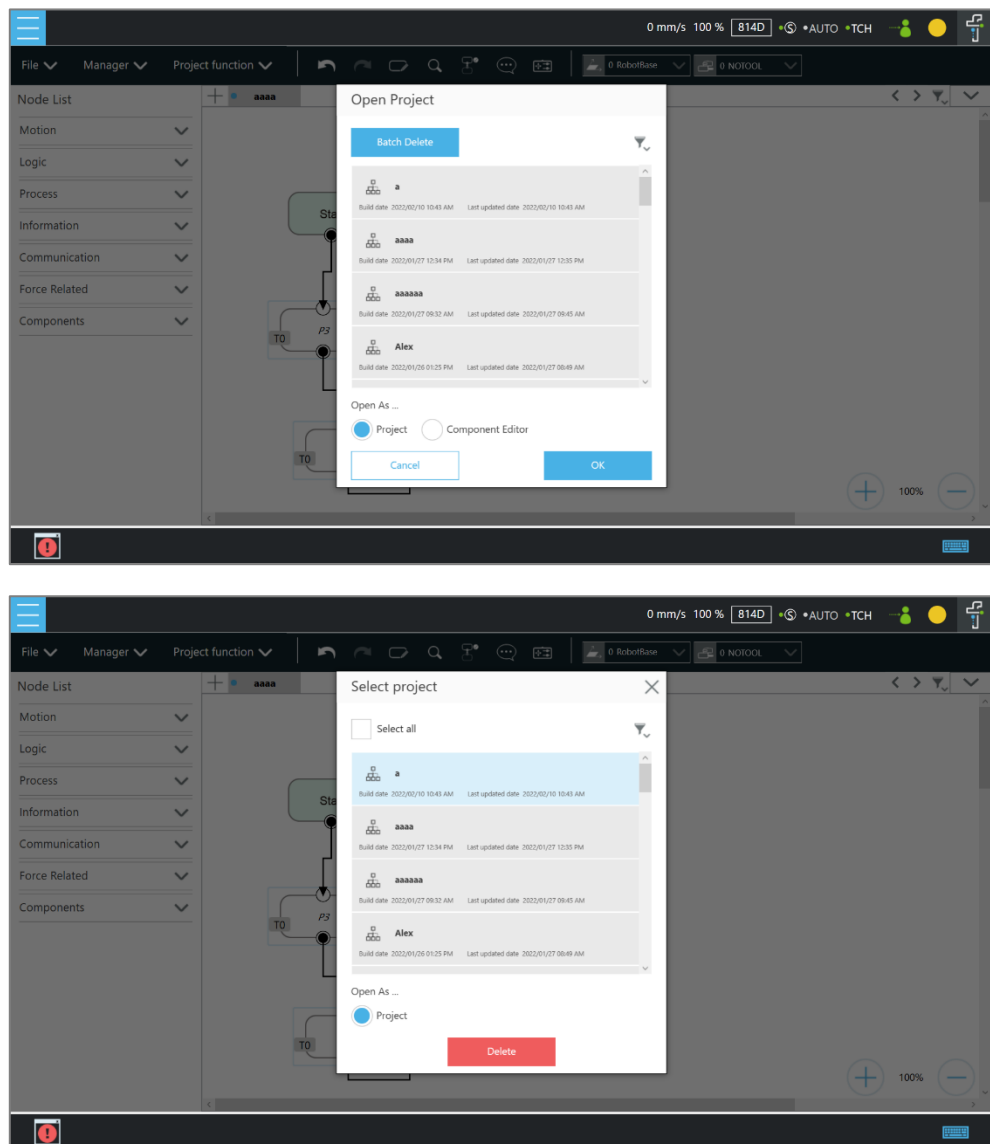 0 mm/s 100 % 814D •Ⓢ •AUTO •TCH
File Manager Project function 0 RobotBase 0 NOTOOL
Node List
aaaa
Open Project
Motion
Logic
Process
Information
Communication
Force Related
Components
Sta
P3
T0
T0
Batch Delete
a
Build date 2022/02/10 10:43 AM Last updated date 2022/02/10 10:43 AM
aaaa
Build date 2022/01/27 12:34 PM Last updated date 2022/01/27 12:35 PM
aaaaaa
Build date 2022/01/27 09:32 AM Last updated date 2022/01/27 09:45 AM
Alex
Build date 2022/01/26 01:25 PM Last updated date 2022/01/27 08:49 AM
Open As ...
Project Component Editor
Cancel OK
100%
0 mm/s 100 % 814D •Ⓢ •AUTO •TCH
File Manager Project function 0 RobotBase 0 NOTOOL
Node List
aaaa
Select project
Motion
Logic
Process
Information
Communication
Force Related
Components
Sta
P3
T0
T0
Select all
a
Build date 2022/02/10 10:43 AM Last updated date 2022/02/10 10:43 AM
aaaa
Build date 2022/01/27 12:34 PM Last updated date 2022/01/27 12:35 PM
aaaaaa
Build date 2022/01/27 09:32 AM Last updated date 2022/01/27 09:45 AM
Alex
Build date 2022/01/26 01:25 PM Last updated date 2022/01/27 08:49 AM
Open As ...
Project
Delete
100%